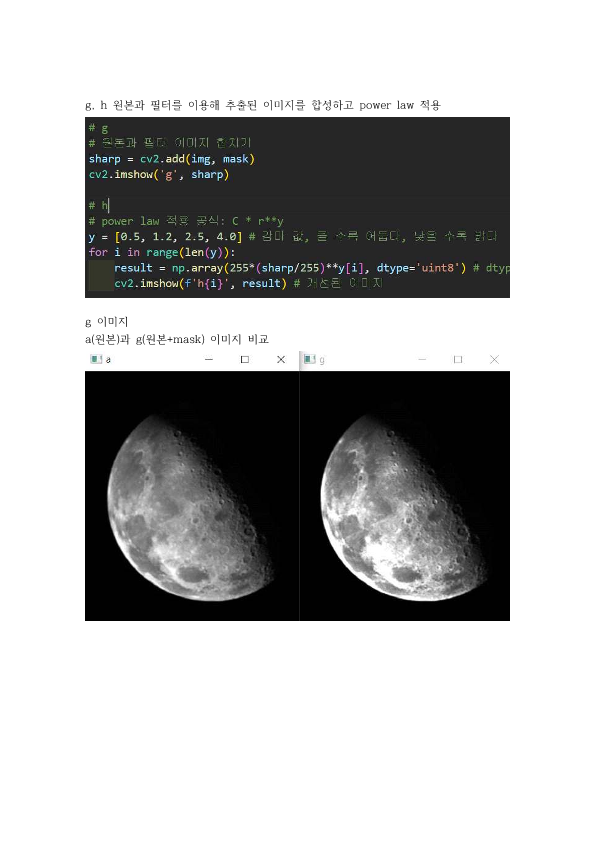 g. h 원본과 필터를 이용해 추출된 이미지를 합성하고 power law 적용
# g
# 원본과 필터 이미지 합치기
sharp = cv2.add(img, mask)
cv2.imshow('g', sharp)
# h
# power law 적용 공식: C * r**y
y = [0.5, 1.2, 2.5, 4.0] # 감마 값, 클 수록 어둡다, 낮을 수록 밝다
for i in range(len(y)):
result = np.array(255*(sharp/255)**y[i], dtype='uint8') # dtyp
cv2.imshow(f'h{i}', result) # 개선된 이미지
g 이미지
a(원본)과 g(원본+mask) 이미지 비교
a
g